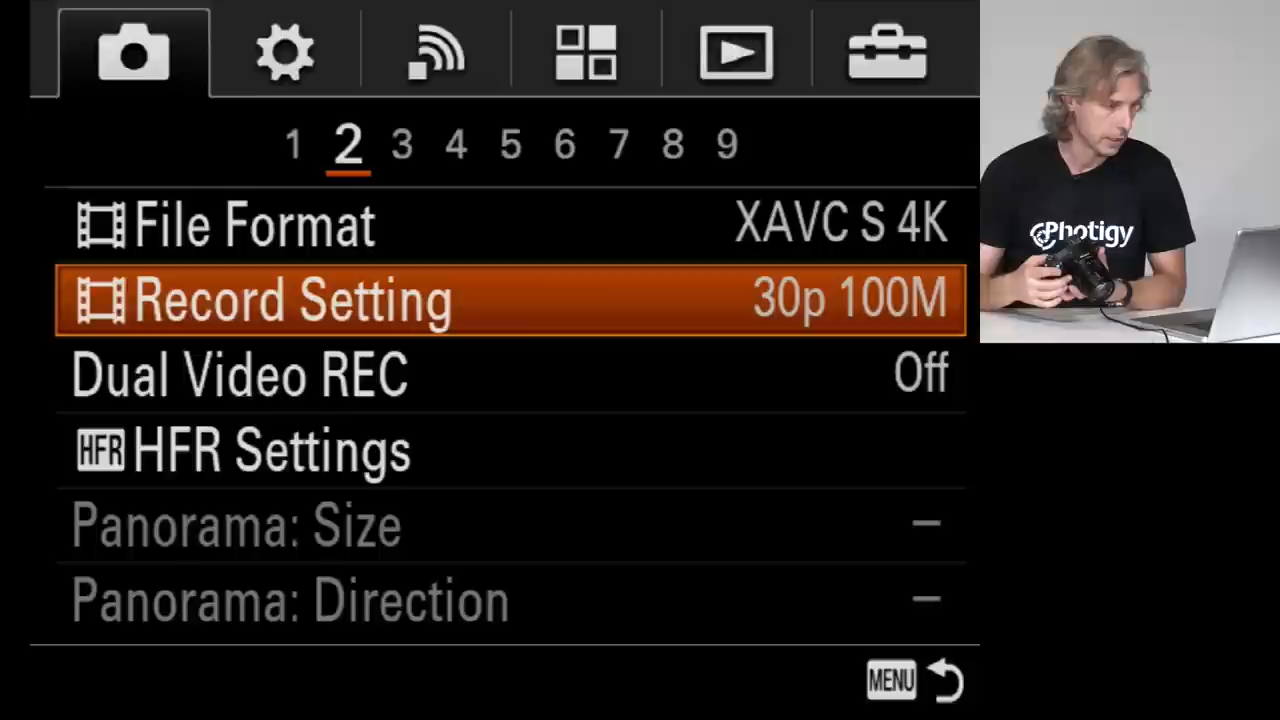 1 2 3 4 5 6 7 8 9
File Format XAVC S 4K
Record Setting 30p 100M
Dual Video REC Off
HFR HFR Settings
Panorama: Size –
Panorama: Direction –
MENU
Photigy